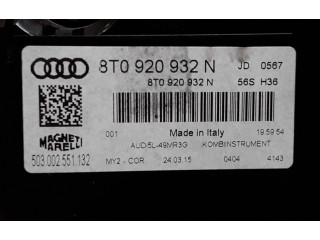 8T0 920 932 N JD 0567
8T0 920 932 N 56S H36
MAGNETI
MARELLI
503.002.551.132
001 Made in Italy 19:59:54
AUDI5L-49MR3G KOMBIINSTRUMENT
MY2 - COR 24.03.15 0404 4143